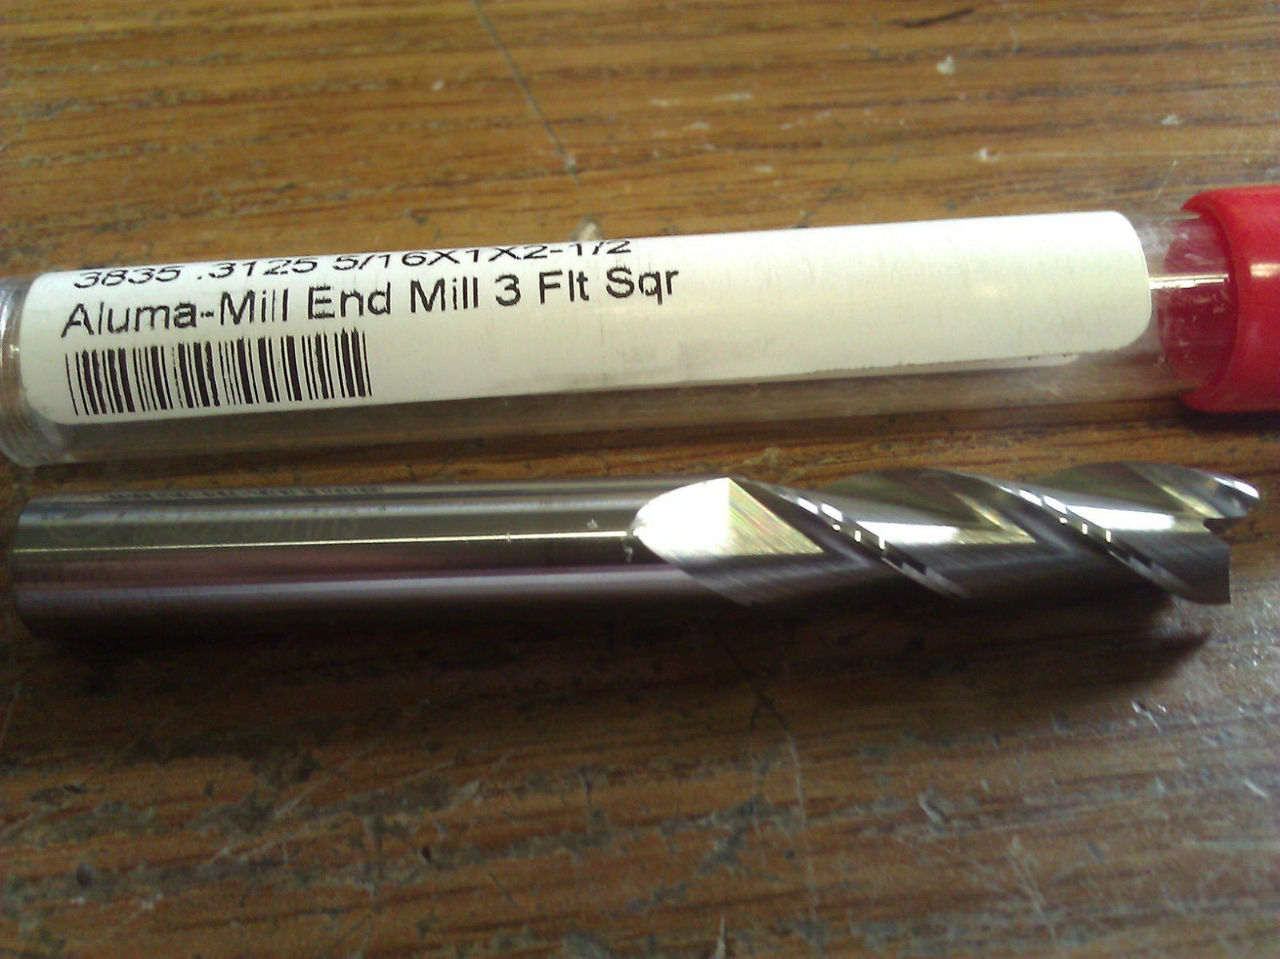 3835 .3125 5/16X1X2-1/2
Aluma-Mill End Mill 3 Flt Sqr